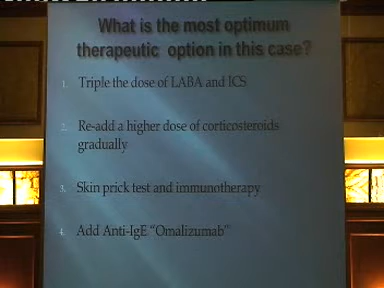 What is the most optimum
therapeutic option in this case?
1. Triple the dose of LABA and ICS
2. Re-add a higher dose of corticosteroids
gradually
3. Skin prick test and immunotherapy
4. Add Anti-IgE "Omalizumab"